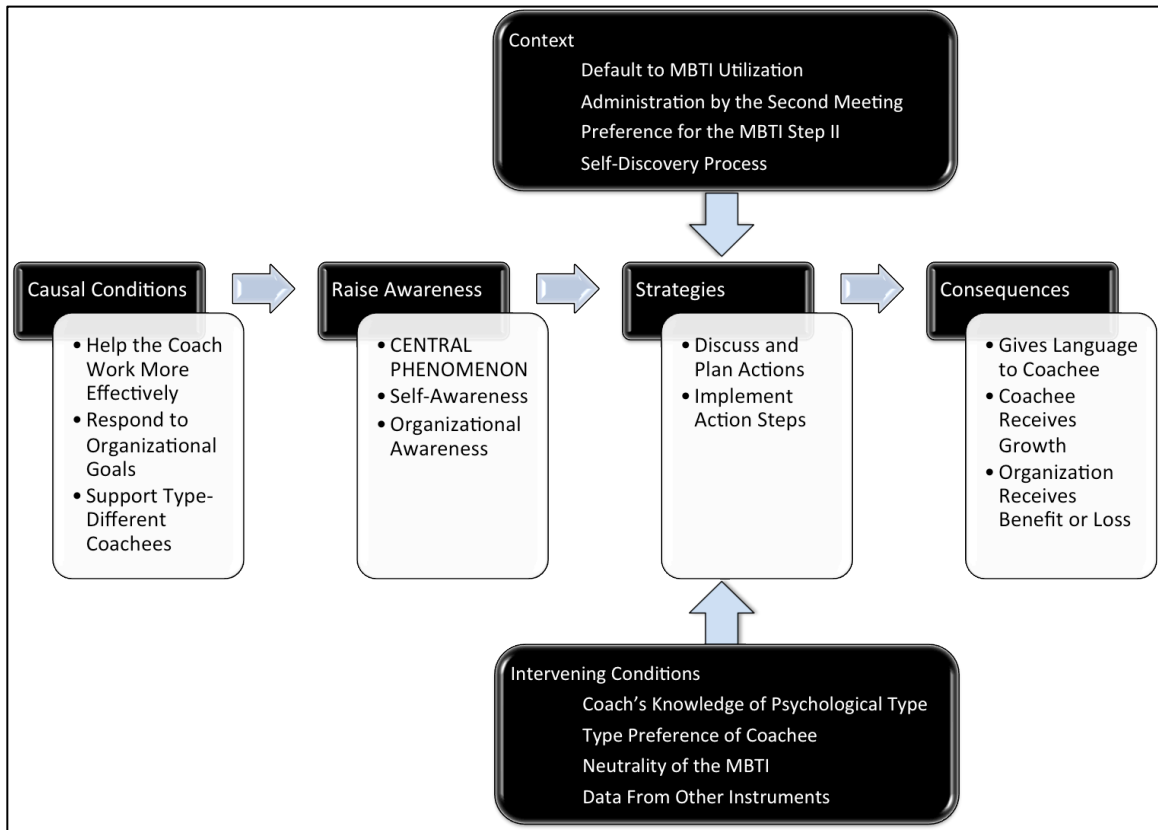 Context
Default to MBTI Utilization
Administration by the Second Meeting
Preference for the MBTI Step II
Self-Discovery Process
Causal Conditions
• Help the Coach
Work More
Effectively
• Respond to
Organizational
Goals
• Support Type-
Different
Coachees
Raise Awareness
• CENTRAL
PHENOMENON
• Self-Awareness
• Organizational
Awareness
Strategies
• Discuss and
Plan Actions
• Implement
Action Steps
Consequences
• Gives Language
to Coachee
• Coachee
Receives
Growth
• Organization
Receives
Benefit or Loss
Intervening Conditions
Coach’s Knowledge of Psychological Type
Type Preference of Coachee
Neutrality of the MBTI
Data From Other Instruments